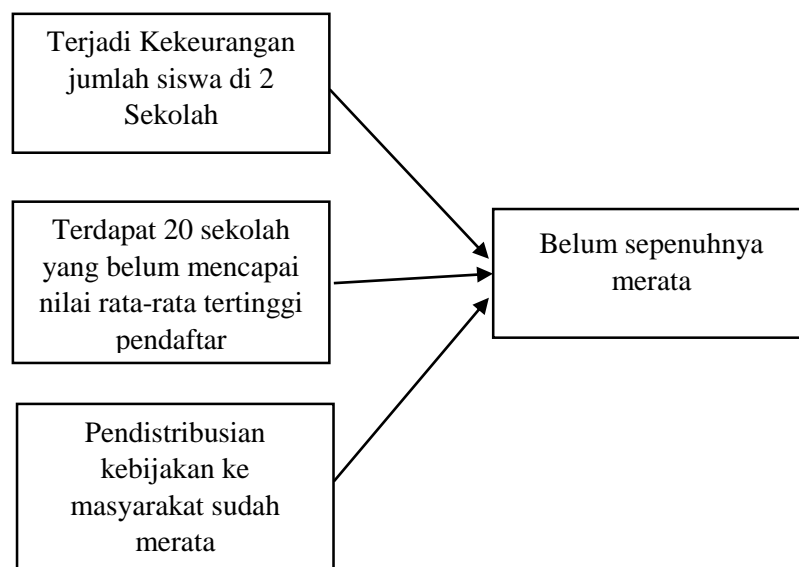 Terjadi Kekeurangan
jumlah siswa di 2
Sekolah
Terdapat 20 sekolah
yang belum mencapai
nilai rata-rata tertinggi
pendaftar
Pendistribusian
kebijakan ke
masyarakat sudah
merata
Belum sepenuhnya
merata